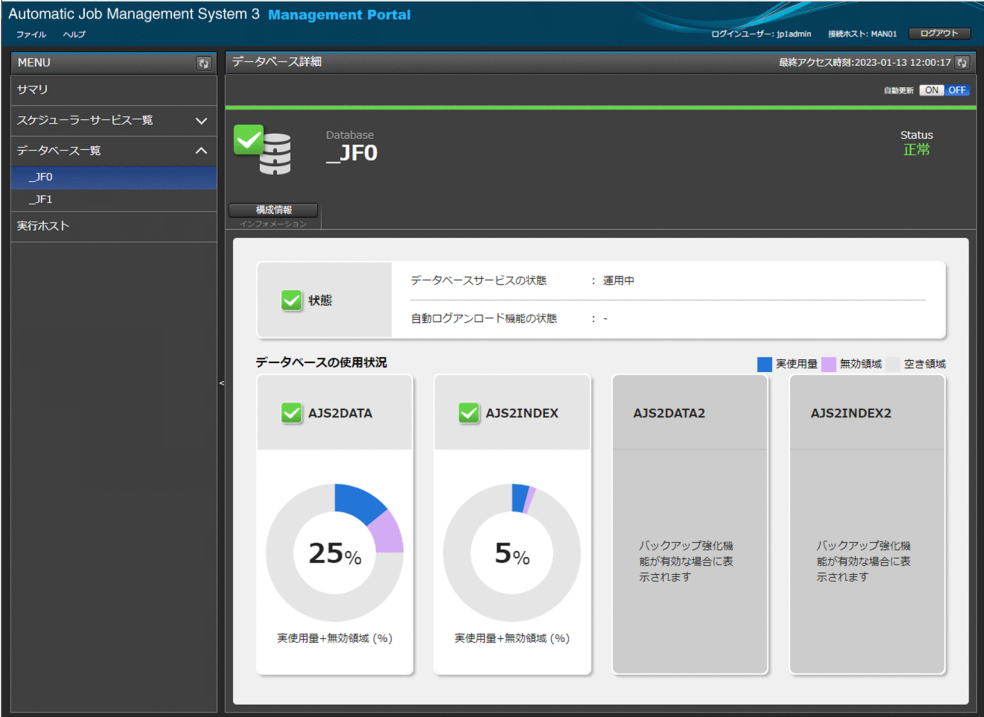 Automatic Job Management System 3 Management Portal
ファイル ヘルプ
ログインユーザー: jp1admin 接続ホスト: MAN01 ログアウト
MENU
サマリ
スケジューラーサービス一覧
データベース一覧
_JF0
_JF1
実行ホスト
データベース詳細
最終アクセス時刻:2023-01-13 12:00:17
自動更新 ON OFF
Database
_JF0
Status
正常
構成情報
インフォメーション
状態
データベースサービスの状態 : 運用中
自動ログアンロード機能の状態 : -
データベースの使用状況
実使用量 無効領域 空き領域
AJS2DATA
25%
実使用量+無効領域 (%)
AJS2INDEX
5%
実使用量+無効領域 (%)
AJS2DATA2
バックアップ強化機
能が有効な場合に表
示されます
AJS2INDEX2
バックアップ強化機
能が有効な場合に表
示されます
<